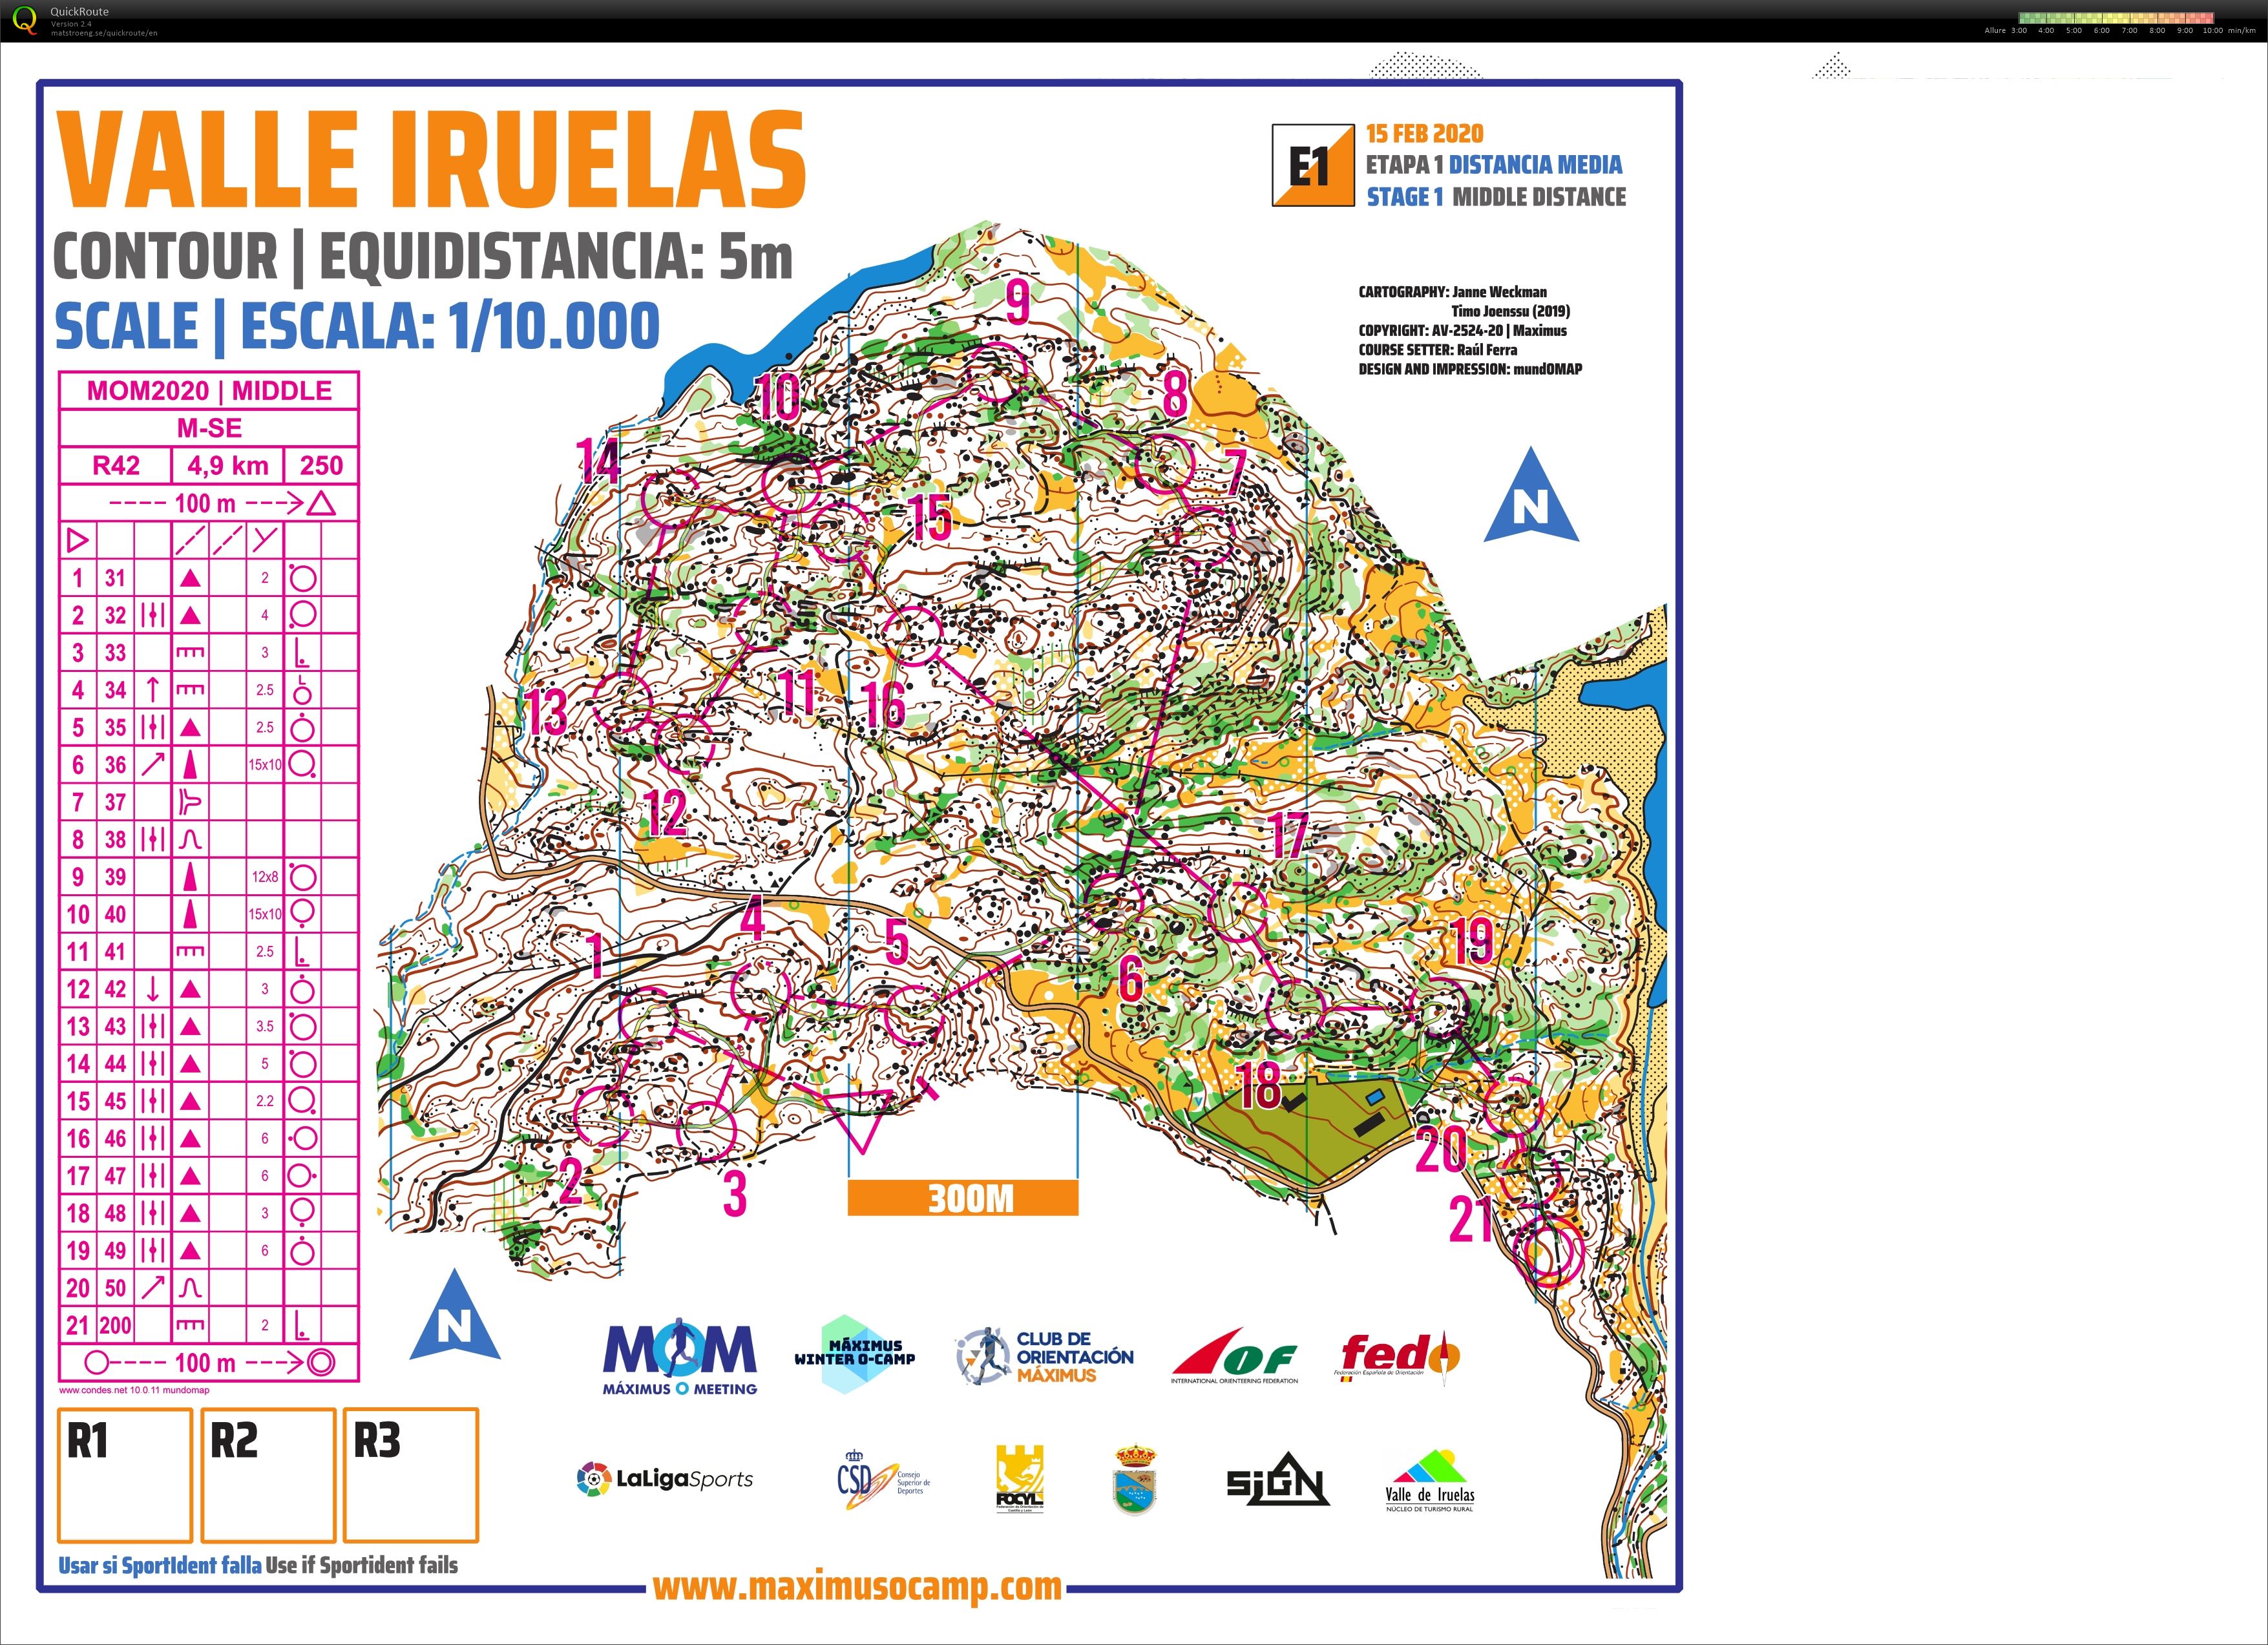 QuickRoute
Version 2.4
matstroeng.se/quickroute/en
Allure 3:00 4:00 5:00 6:00 7:00 8:00 9:00 10:00 min/km
VALLE IRUELAS
CONTOUR | EQUIDISTANCIA: 5m
SCALE | ESCALA: 1/10.000
E1
15 FEB 2020
ETAPA 1 DISTANCIA MEDIA
STAGE 1 MIDDLE DISTANCE
CARTOGRAPHY: Janne Weckman
Timo Joenssu (2019)
COPYRIGHT: AV-2524-20 | Maximus
COURSE SETTER: Raúl Ferra
DESIGN AND IMPRESSION: mundOMAP
MOM2020 | MIDDLE
M-SE
R42 4,9 km 250
100 m
1 31 2
2 32 4
3 33 3
4 34 2.5
5 35 2.5
6 36 15x10
7 37
8 38
9 39 12x8
10 40 15x10
11 41 2.5
12 42 3
13 43 3.5
14 44 5
15 45 2.2
16 46 6
17 47 6
18 48 3
19 49 6
20 50
21 200 2
100 m
www.condes.net 10.0.11 mundomap
9
8
10
7
14
15
11
16
13
12
17
4
5
1
19
6
18
20
2
3
21
N
300M
N
R1 R2 R3
Usar si SportIdent falla Use if Sportident fails
MOM
MÁXIMUS O MEETING
MÁXIMUS
WINTER O-CAMP
CLUB DE
ORIENTACIÓN
MÁXIMUS
IOF
INTERNATIONAL ORIENTEERING FEDERATION
fedo
Federación Española de Orientación
LaLigaSports
CSD
Consejo
Superior de
Deportes
FOCYL
SIGN
Valle de Iruelas
NÚCLEO DE TURISMO RURAL
www.maximusocamp.com